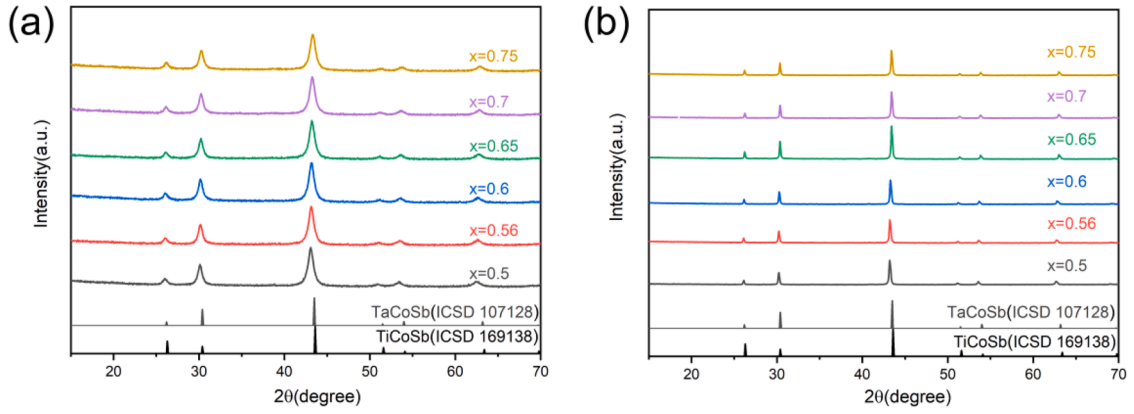 (a)
Intensity(a.u.)
x=0.75
x=0.7
x=0.65
x=0.6
x=0.56
x=0.5
TaCoSb(ICSD 107128)
TiCoSb(ICSD 169138)
20 30 40 50 60 70
2θ(degree)
(b)
Intensity(a.u.)
x=0.75
x=0.7
x=0.65
x=0.6
x=0.56
x=0.5
TaCoSb(ICSD 107128)
TiCoSb(ICSD 169138)
20 30 40 50 60 70
2θ(degree)